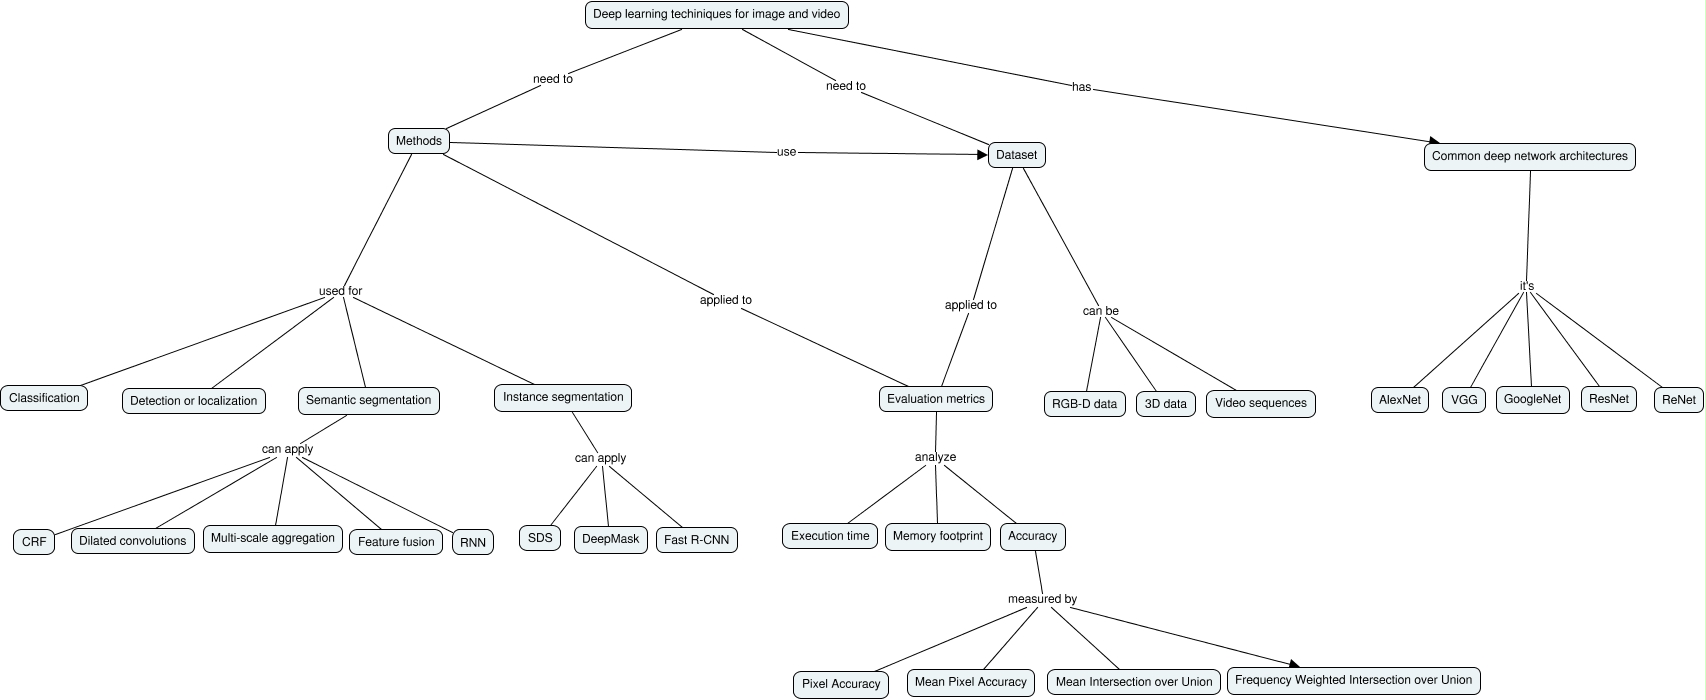 Deep learning techiniques for image and video
need to
need to
has
Methods
use
Dataset
Common deep network architectures
used for
applied to
applied to
can be
it's
Classification
Detection or localization
Semantic segmentation
Instance segmentation
Evaluation metrics
RGB-D data
3D data
Video sequences
AlexNet
VGG
GoogleNet
ResNet
ReNet
can apply
can apply
analyze
CRF
Dilated convolutions
Multi-scale aggregation
Feature fusion
RNN
SDS
DeepMask
Fast R-CNN
Execution time
Memory footprint
Accuracy
measured by
Pixel Accuracy
Mean Pixel Accuracy
Mean Intersection over Union
Frequency Weighted Intersection over Union